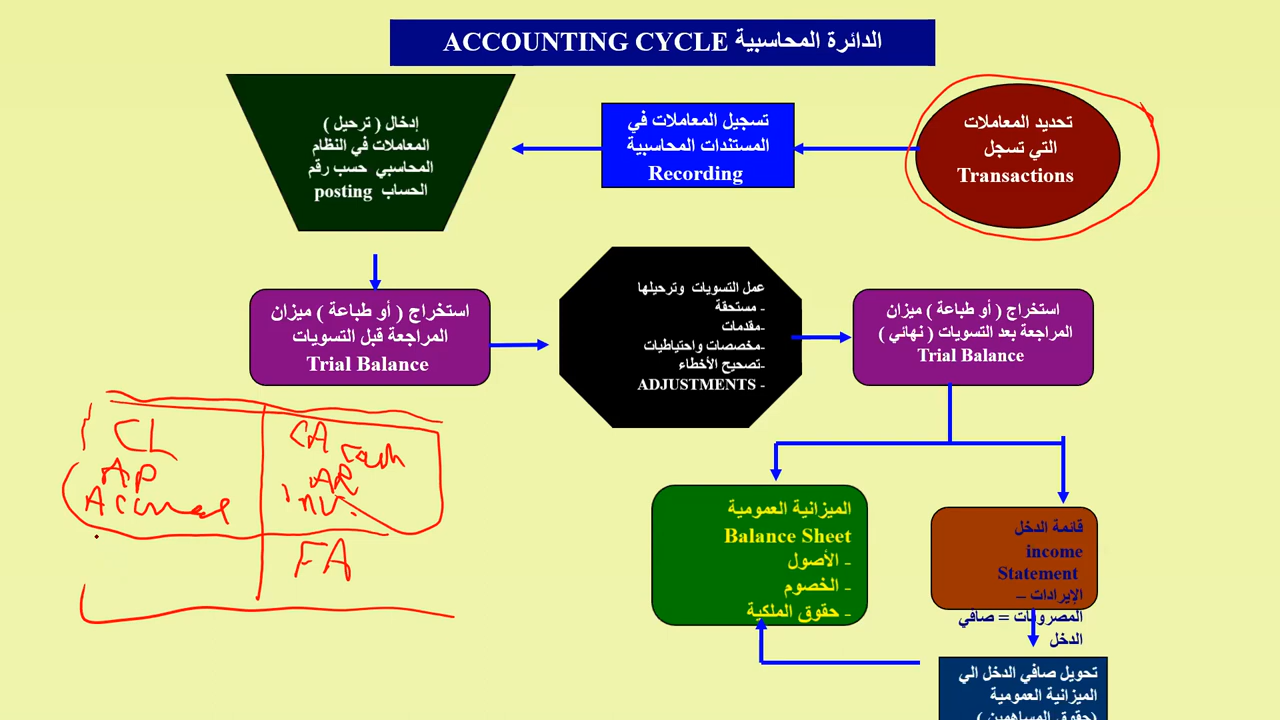 ACCOUNTING CYCLE الدائرة المحاسبية
تحديد المعاملات
التي تسجل
Transactions
تسجيل المعاملات في
المستندات المحاسبية
Recording
إدخال ( ترحيل )
المعاملات في النظام
المحاسبي حسب رقم
الحساب posting
استخراج ( أو طباعة ) ميزان
المراجعة قبل التسويات
Trial Balance
عمل التسويات وترحيلها
- مستحقة
-مقدمات
-مخصصات واحتياطيات
-تصحيح الأخطاء
- ADJUSTMENTS
استخراج ( أو طباعة ) ميزان
المراجعة بعد التسويات ( نهائي )
Trial Balance
الميزانية العمومية
Balance Sheet
- الأصول
- الخصوم
- حقوق الملكية
قائمة الدخل
income
Statement
الإيرادات –
المصروفات = صافي
الدخل
تحويل صافي الدخل الي
الميزانية العمومية
(حقوق المساهمين )
CL
AP
CA
Cash
AR
Inv.
FA